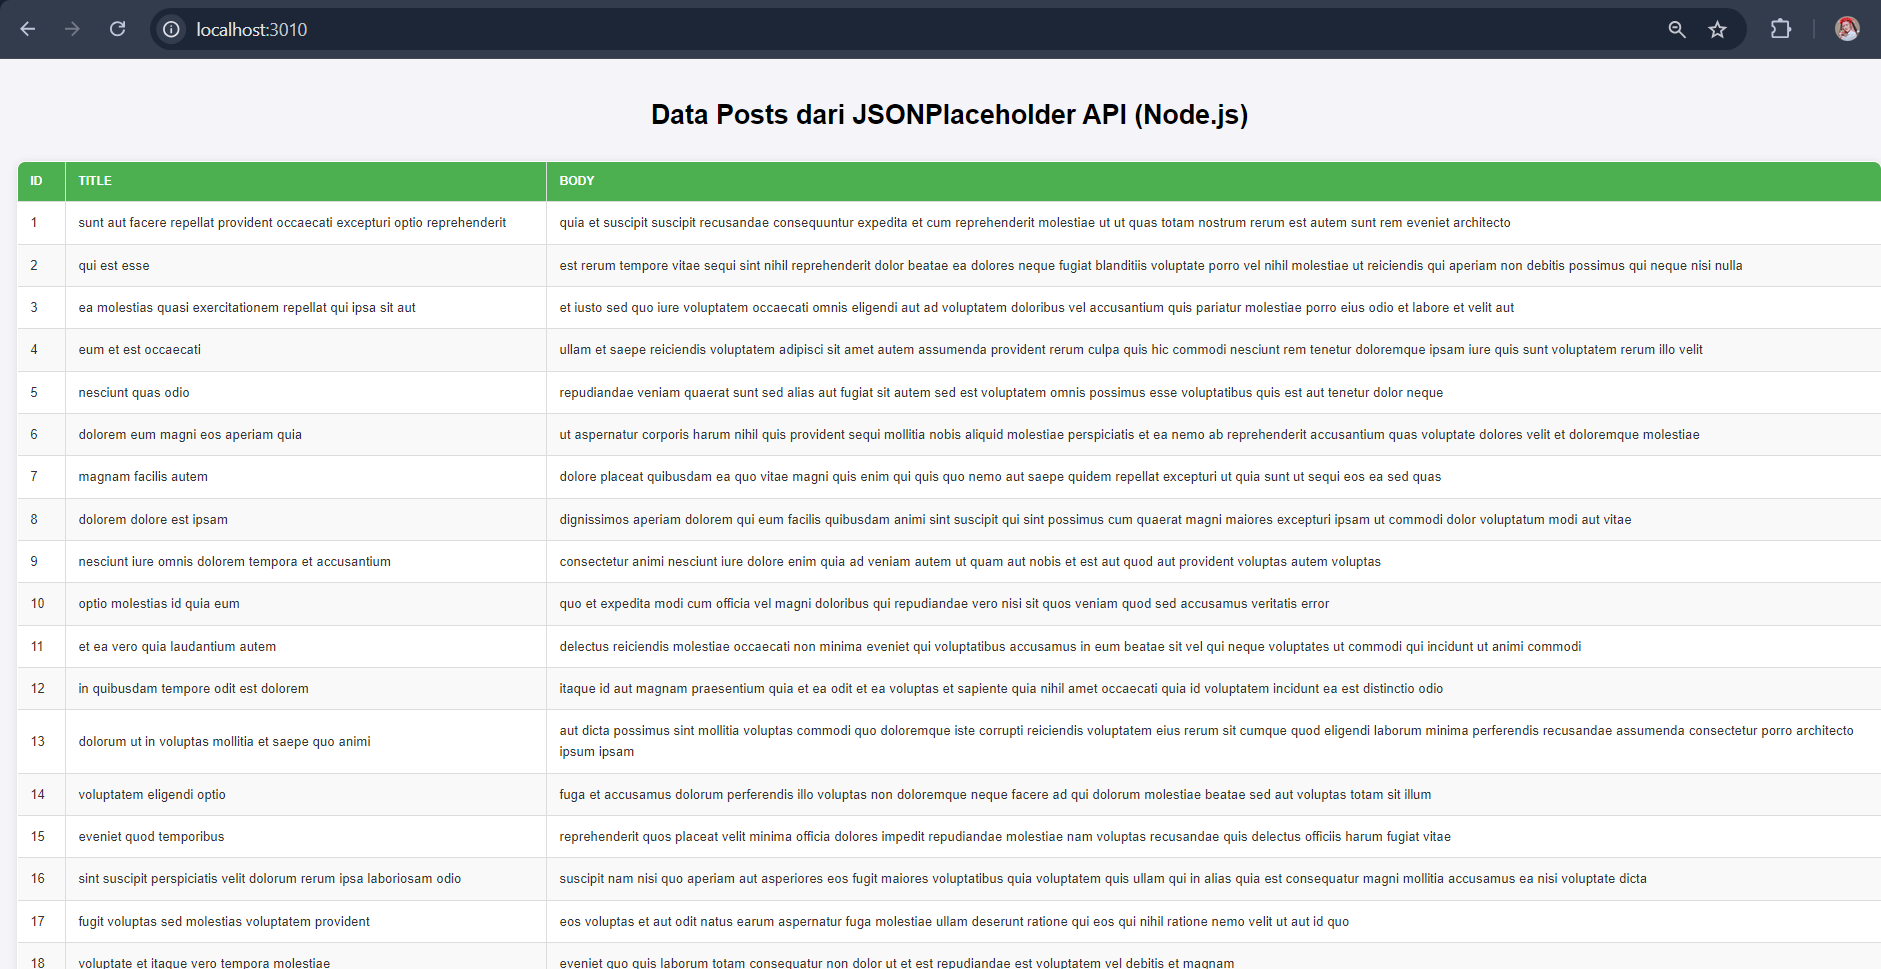 localhost:3010
Data Posts dari JSONPlaceholder API (Node.js)
ID TITLE BODY
1 sunt aut facere repellat provident occaecati excepturi optio reprehenderit quia et suscipit suscipit recusandae consequuntur expedita et cum reprehenderit molestiae ut ut quas totam nostrum rerum est autem sunt rem eveniet architecto
2 qui est esse est rerum tempore vitae sequi sint nihil reprehenderit dolor beatae ea dolores neque fugiat blanditiis voluptate porro vel nihil molestiae ut reiciendis qui aperiam non debitis possimus qui neque nisi nulla
3 ea molestias quasi exercitationem repellat qui ipsa sit aut et iusto sed quo iure voluptatem occaecati omnis eligendi aut ad voluptatem doloribus vel accusantium quis pariatur molestiae porro eius odio et labore et velit aut
4 eum et est occaecati ullam et saepe reiciendis voluptatem adipisci sit amet autem assumenda provident rerum culpa quis hic commodi nesciunt rem tenetur doloremque ipsam iure quis sunt voluptatem rerum illo velit
5 nesciunt quas odio repudiandae veniam quaerat sunt sed alias aut fugiat sit autem sed est voluptatem omnis possimus esse voluptatibus quis est aut tenetur dolor neque
6 dolorem eum magni eos aperiam quia ut aspernatur corporis harum nihil quis provident sequi mollitia nobis aliquid molestiae perspiciatis et ea nemo ab reprehenderit accusantium quas voluptate dolores velit et doloremque molestiae
7 magnam facilis autem dolore placeat quibusdam ea quo vitae magni quis enim qui quis quo nemo aut saepe quidem repellat excepturi ut quia sunt ut sequi eos ea sed quas
8 dolorem dolore est ipsam dignissimos aperiam dolorem qui eum facilis quibusdam animi sint suscipit qui sint possimus cum quaerat magni maiores excepturi ipsam ut commodi dolor voluptatum modi aut vitae
9 nesciunt iure omnis dolorem tempora et accusantium consectetur animi nesciunt iure dolore enim quia ad veniam autem ut quam aut nobis et est aut quod aut provident voluptas autem voluptas
10 optio molestias id quia eum quo et expedita modi cum officia vel magni doloribus qui repudiandae vero nisi sit quos veniam quod sed accusamus veritatis error
11 et ea vero quia laudantium autem delectus reiciendis molestiae occaecati non minima eveniet qui voluptatibus accusamus in eum beatae sit vel qui neque voluptates ut commodi qui incidunt ut animi commodi
12 in quibusdam tempore odit est dolorem itaque id aut magnam praesentium quia et ea odit et ea voluptas et sapiente quia nihil amet occaecati quia id voluptatem incidunt ea est distinctio odio
13 dolorum ut in voluptas mollitia et saepe quo animi aut dicta possimus sint mollitia voluptas commodi quo doloremque iste corrupti reiciendis voluptatem eius rerum sit cumque quod eligendi laborum minima perferendis recusandae assumenda consectetur porro architecto
ipsum ipsam
14 voluptatem eligendi optio fuga et accusamus dolorum perferendis illo voluptas non doloremque neque facere ad qui dolorum molestiae beatae sed aut voluptas totam sit illum
15 eveniet quod temporibus reprehenderit quos placeat velit minima officia dolores impedit repudiandae molestiae nam voluptas recusandae quis delectus officiis harum fugiat vitae
16 sint suscipit perspiciatis velit dolorum rerum ipsa laboriosam odio suscipit nam nisi quo aperiam aut asperiores eos fugit maiores voluptatibus quia voluptatem quis ullam qui in alias quia est consequatur magni mollitia accusamus ea nisi voluptate dicta
17 fugit voluptas sed molestias voluptatem provident eos voluptas et aut odit natus earum aspernatur fuga molestiae ullam deserunt ratione qui eos qui nihil ratione nemo velit ut aut id quo
18 voluptate et itaque vero tempora molestiae eveniet quo quis laborum totam consequatur non dolor ut et est repudiandae est voluptatem vel debitis et magnam